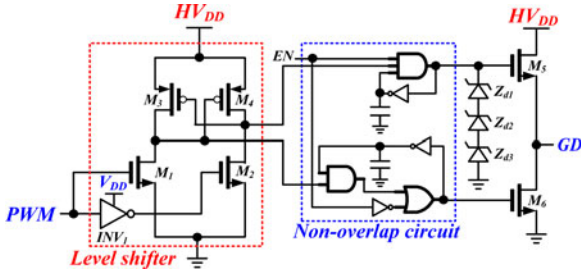 HV_DD
HV_DD
EN
M_3
M_4
M_5
Z_d1
Z_d2
Z_d3
GD
V_DD
M_1
M_2
M_6
PWM
INV_1
Level shifter
Non-overlap circuit